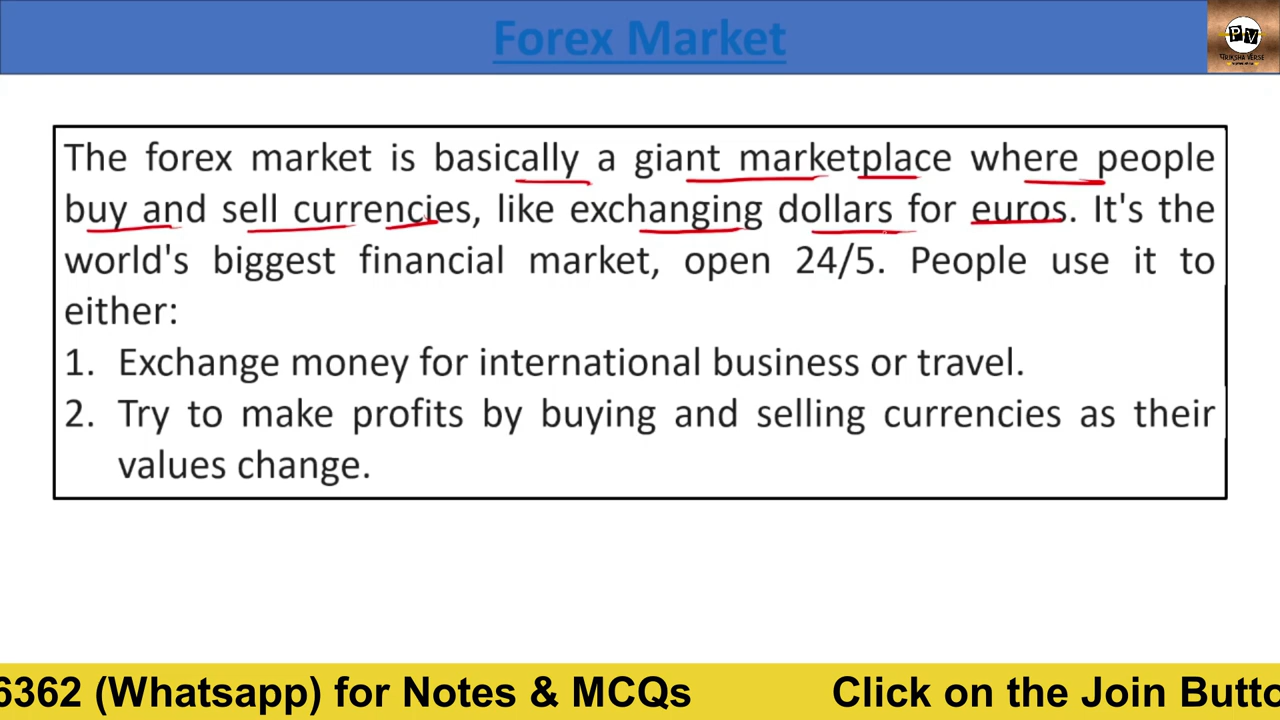 Forex Market
PV
The forex market is basically a giant marketplace where people
buy and sell currencies, like exchanging dollars for euros. It's the
world's biggest financial market, open 24/5. People use it to
either:
1. Exchange money for international business or travel.
2. Try to make profits by buying and selling currencies as their
values change.
6362 (Whatsapp) for Notes & MCQs Click on the Join Butto